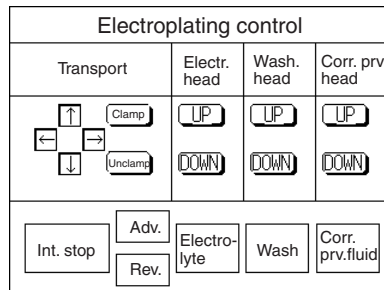 Electroplating control
Transport
Electr.
head
Wash.
head
Corr. prv
head
Clamp
UP
UP
UP
Unclamp
DOWN
DOWN
DOWN
Int. stop
Adv.
Rev.
Electro-
lyte
Wash
Corr.
prv.fluid